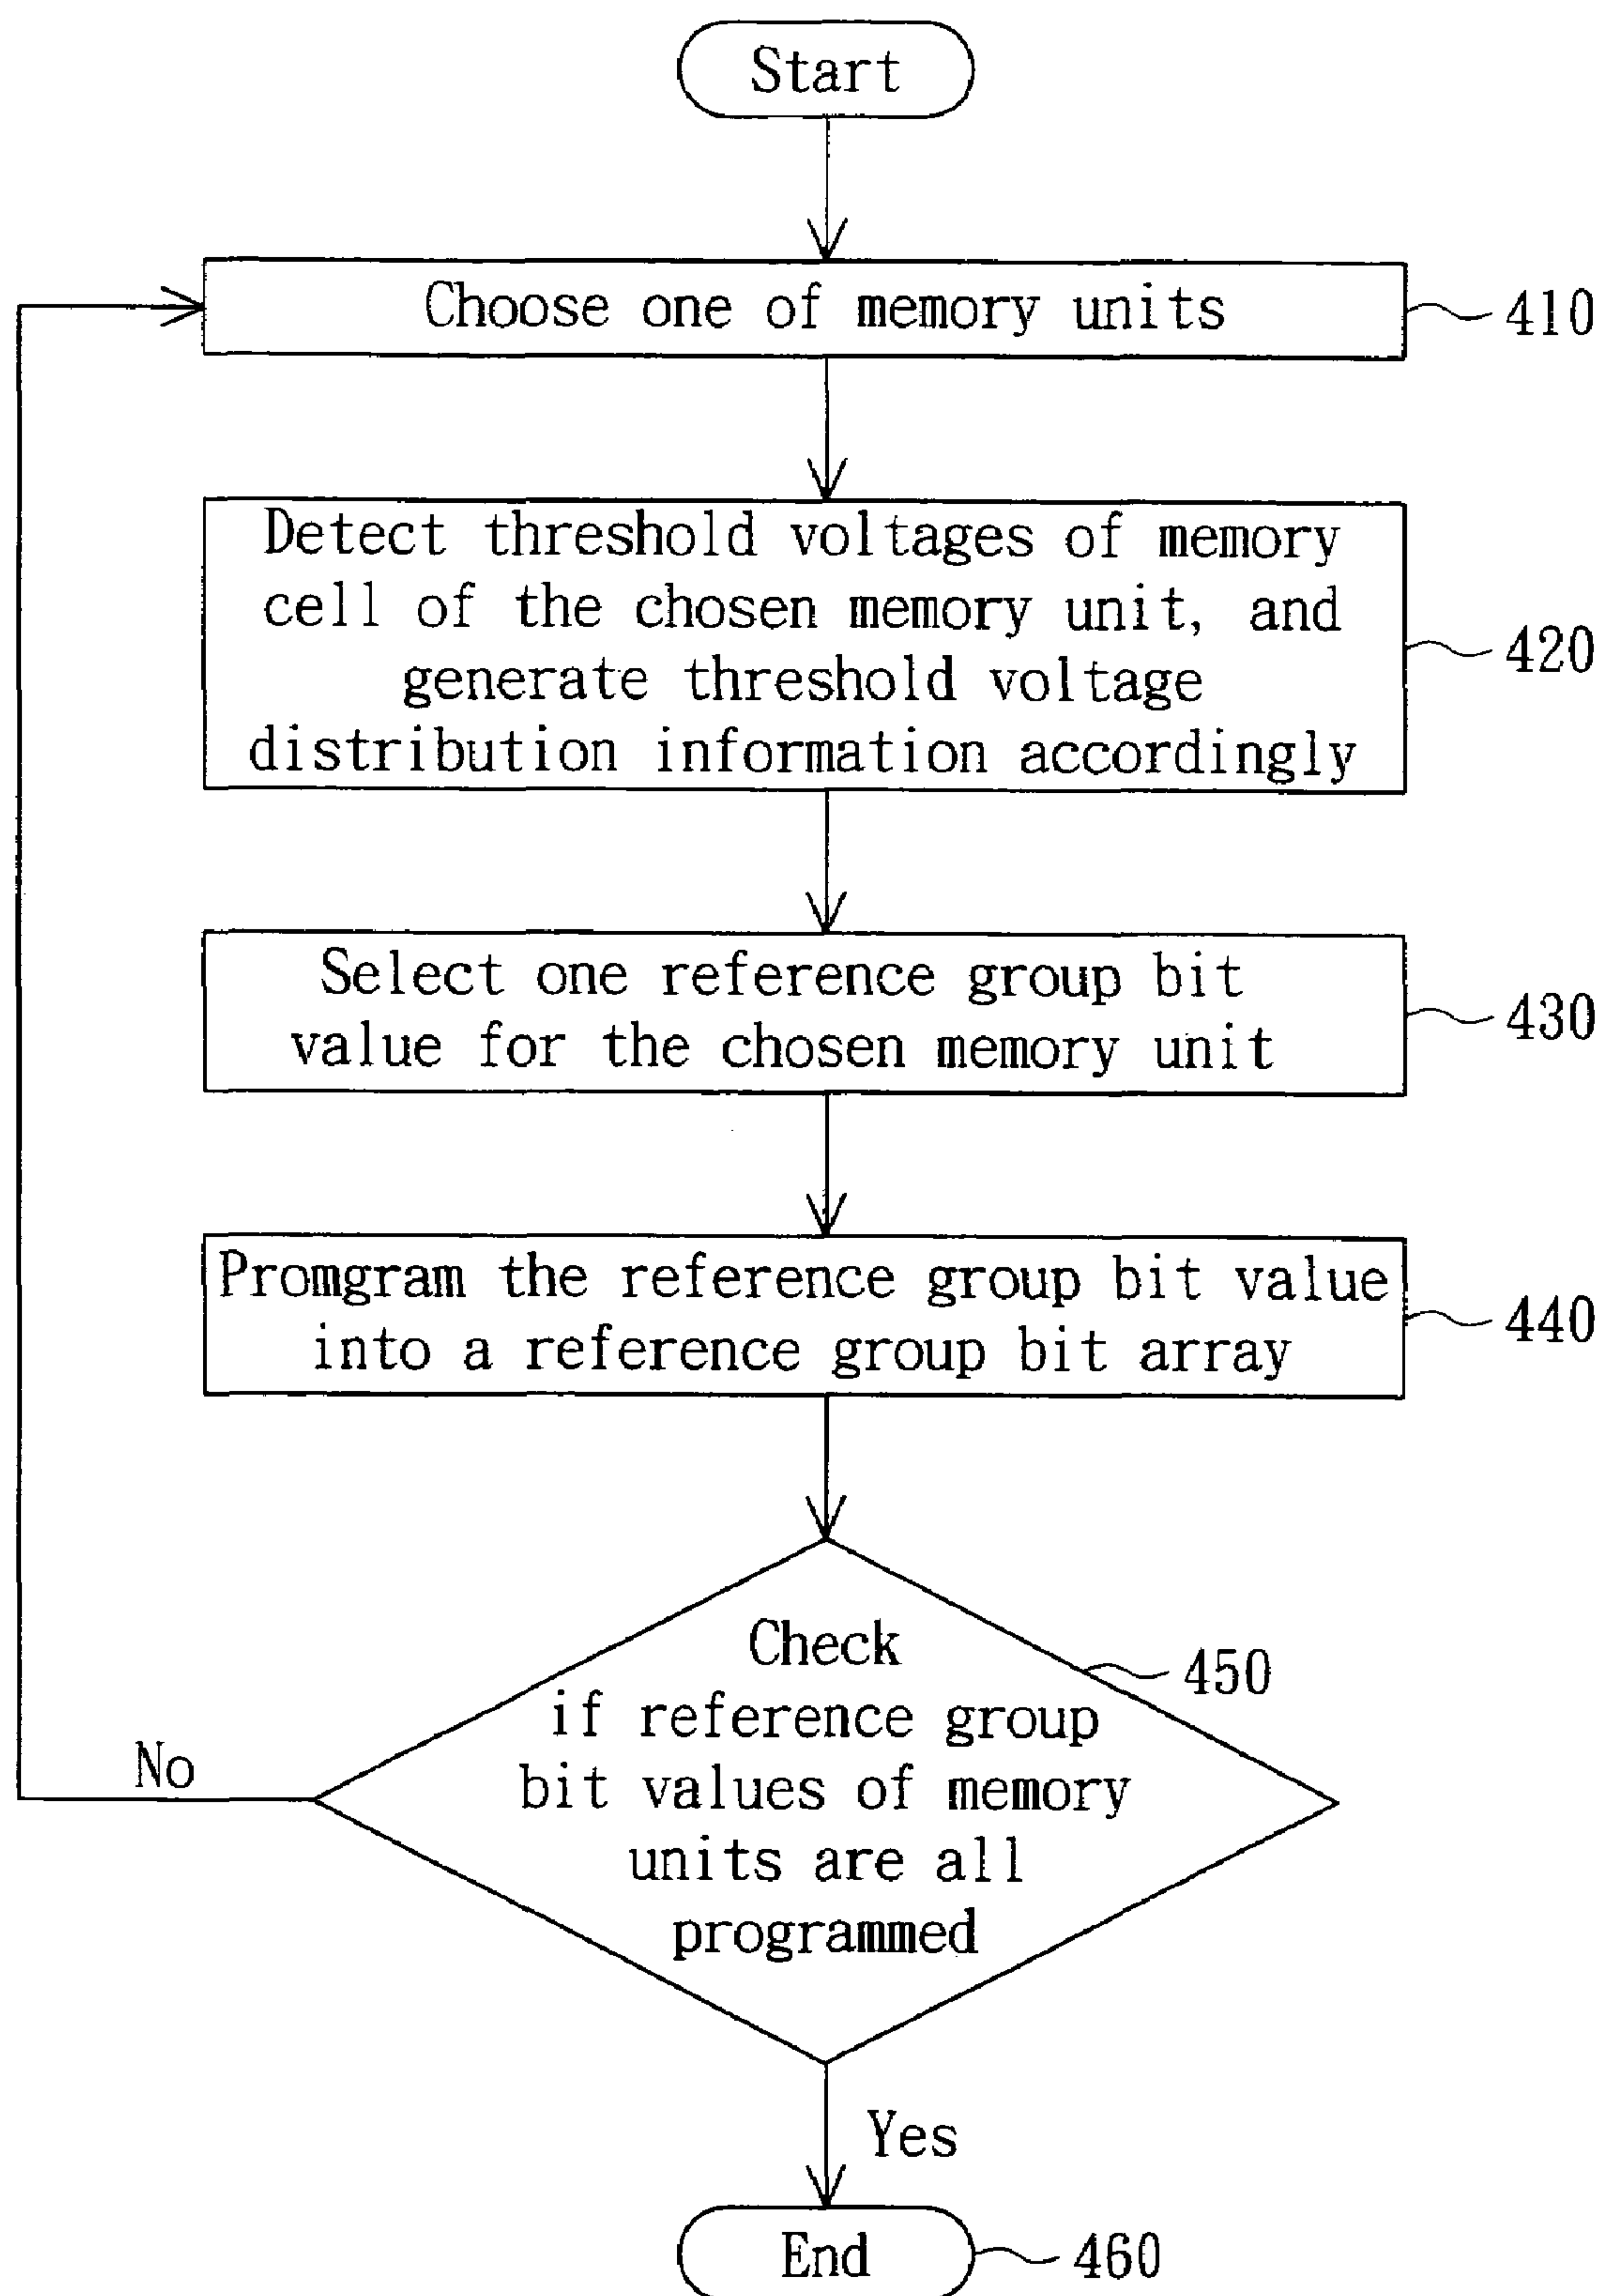 Start
Choose one of memory units
410
Detect threshold voltages of memory
cell of the chosen memory unit, and
generate threshold voltage
distribution information accordingly
420
Select one reference group bit
value for the chosen memory unit
430
Promgram the reference group bit value
into a reference group bit array
440
Check
if reference group
bit values of memory
units are all
programmed
450
No
Yes
End
460